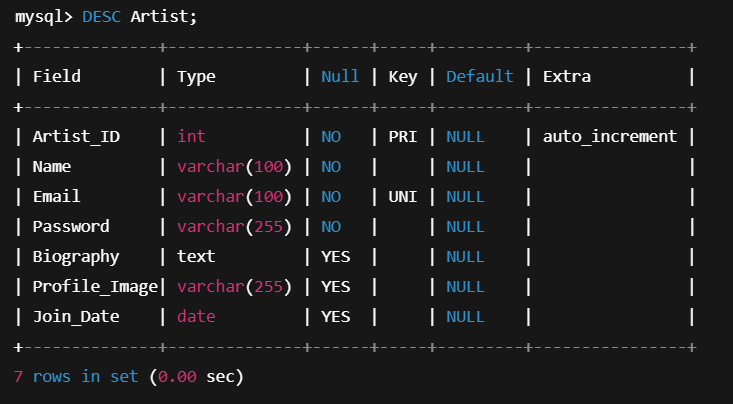 mysql> DESC Artist;
+--------------+--------------+------+-----+---------+----------------+
| Field        | Type         | Null | Key | Default | Extra          |
+--------------+--------------+------+-----+---------+----------------+
| Artist_ID    | int          | NO   | PRI | NULL    | auto_increment |
| Name         | varchar(100) | NO   |     | NULL    |                |
| Email        | varchar(100) | NO   | UNI | NULL    |                |
| Password     | varchar(255) | NO   |     | NULL    |                |
| Biography    | text         | YES  |     | NULL    |                |
| Profile_Image| varchar(255) | YES  |     | NULL    |                |
| Join_Date    | date         | YES  |     | NULL    |                |
+--------------+--------------+------+-----+---------+----------------+
7 rows in set (0.00 sec)